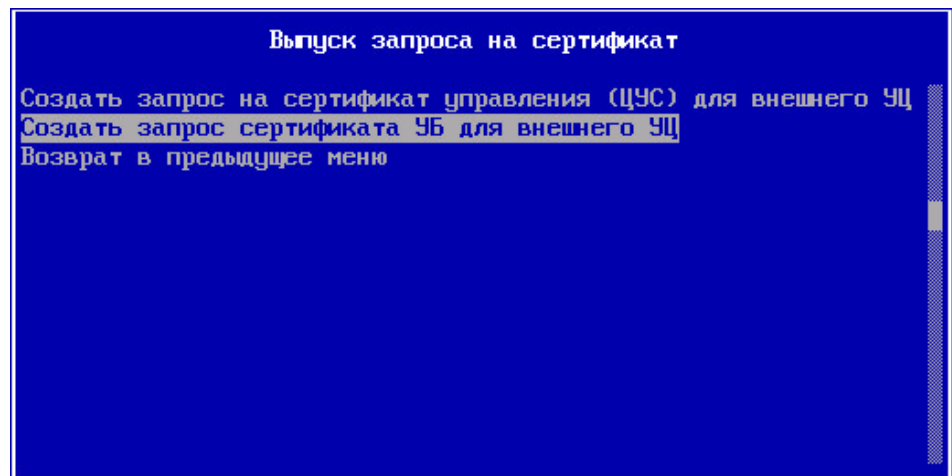 Выпуск запроса на сертификат
Создать запрос на сертификат управления (ЦУС) для внешнего УЦ
Создать запрос сертификата УБ для внешнего УЦ
Возврат в предыдущее меню